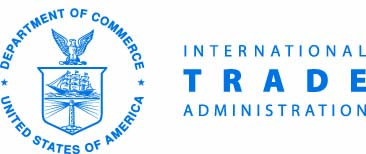 DEPARTMENT OF COMMERCE
UNITED STATES OF AMERICA
INTERNATIONAL
TRADE
ADMINISTRATION